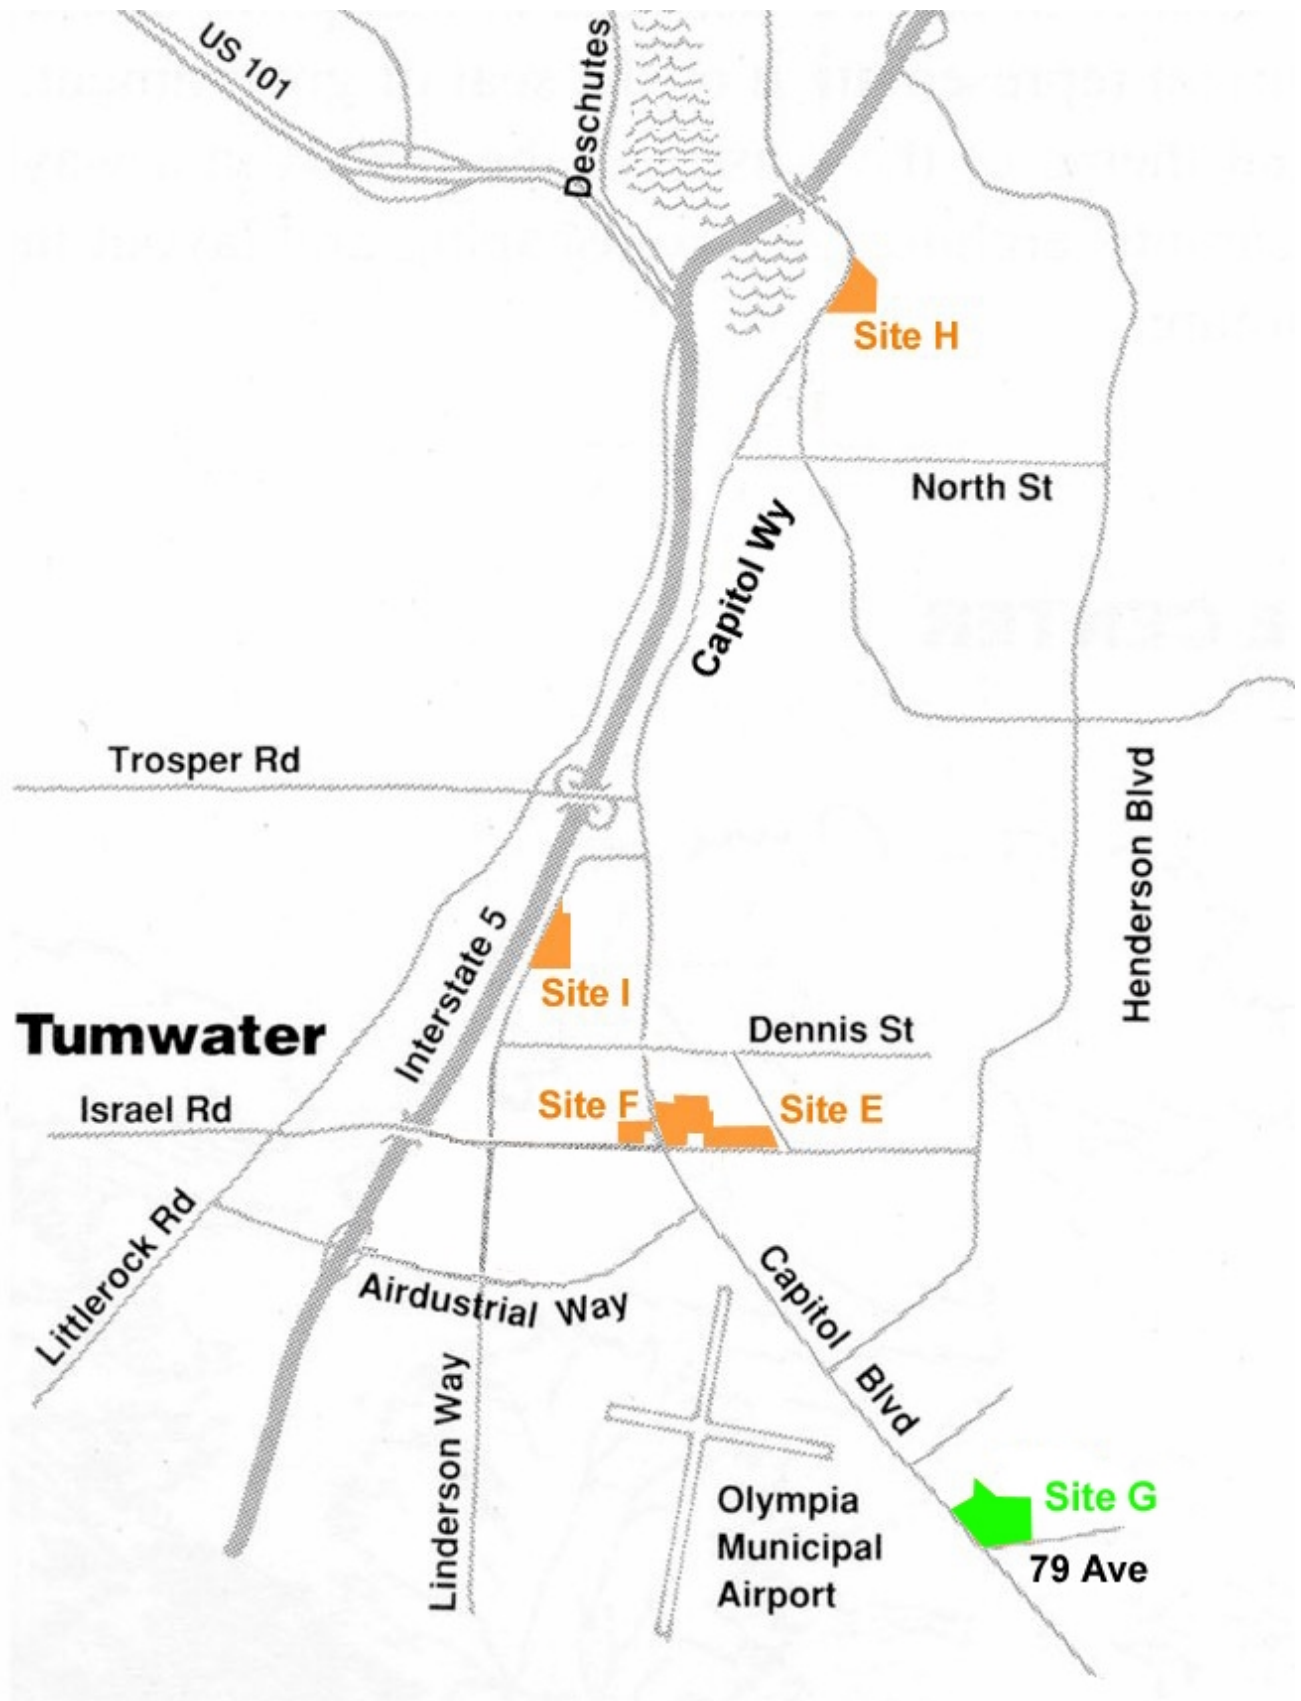 US 101
Deschutes
Site H
North St
Capitol Wy
Trosper Rd
Henderson Blvd
Interstate 5
Site I
Tumwater
Dennis St
Israel Rd
Site F
Site E
Littlerock Rd
Airdustrial Way
Capitol Blvd
Linderson Way
Olympia
Municipal
Airport
Site G
79 Ave